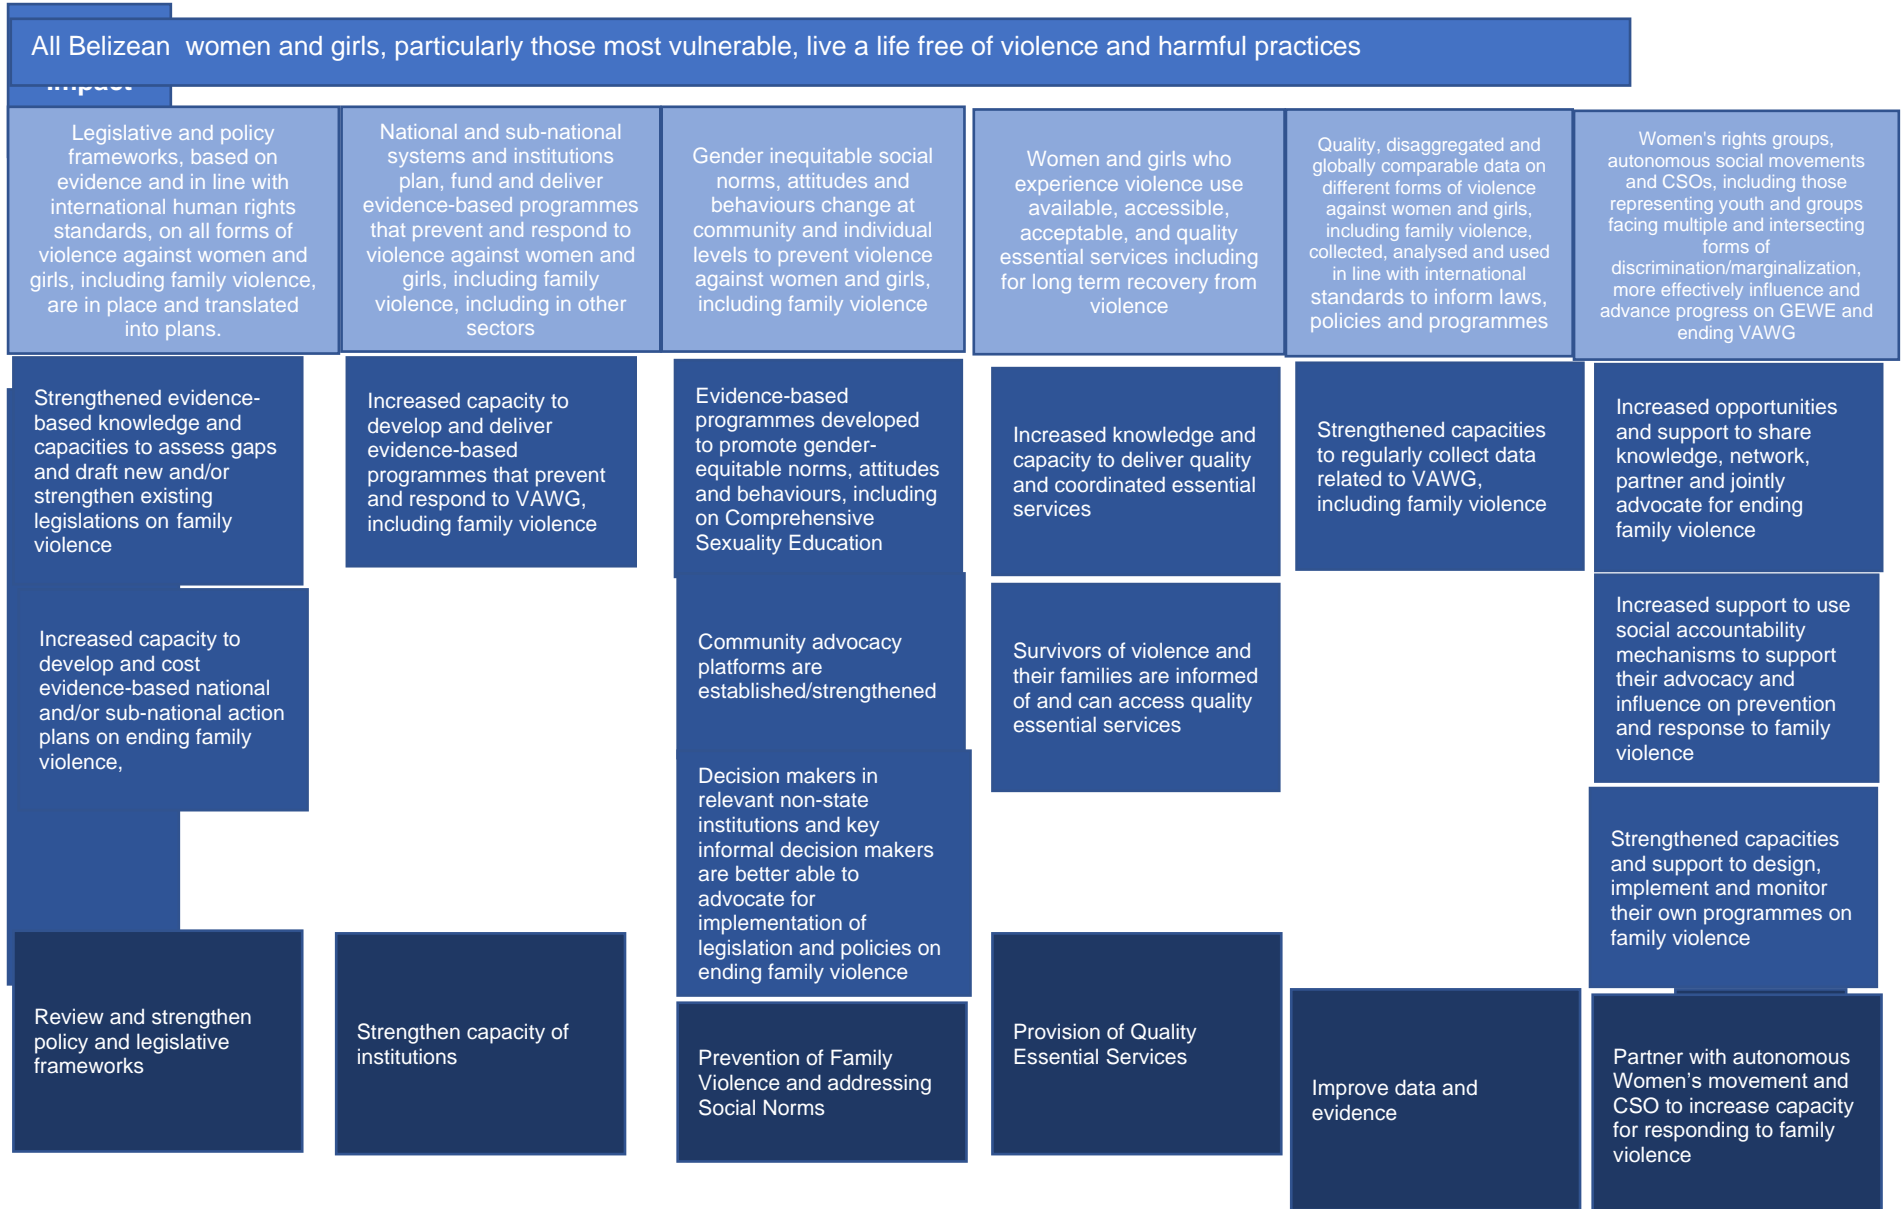 All Belizean  women and girls, particularly those most vulnerable, live a life free of violence and harmful practices
Impact
Legislative and policy
frameworks, based on
evidence and in line with
international human rights
standards, on all forms of
violence against women and
girls, including family violence,
are in place and translated
into plans.
National and sub-national
systems and institutions
plan, fund and deliver
evidence-based programmes
that prevent and respond to
violence against women and
girls, including family
violence, including in other
sectors
Gender inequitable social
norms, attitudes and
behaviours change at
community and individual
levels to prevent violence
against women and girls,
including family violence
Women and girls who
experience violence use
available, accessible,
acceptable, and quality
essential services including
for long term recovery from
violence
Quality, disaggregated and
globally comparable data on
different forms of violence
against women and girls,
including family violence,
collected, analysed and used
in line with international
standards to inform laws,
policies and programmes
Women's rights groups,
autonomous social movements
and CSOs, including those
representing youth and groups
facing multiple and intersecting
forms of
discrimination/marginalization,
more effectively influence and
advance progress on GEWE and
ending VAWG
Strengthened evidence-
based knowledge and
capacities to assess gaps
and draft new and/or
strengthen existing
legislations on family
violence
Increased capacity to
develop and deliver
evidence-based
programmes that prevent
and respond to VAWG,
including family violence
Evidence-based
programmes developed
to promote gender-
equitable norms, attitudes
and behaviours, including
on Comprehensive
Sexuality Education
Increased knowledge and
capacity to deliver quality
and coordinated essential
services
Strengthened capacities
to regularly collect data
related to VAWG,
including family violence
Increased opportunities
and support to share
knowledge, network,
partner and jointly
advocate for ending
family violence
Increased capacity to
develop and cost
evidence-based national
and/or sub-national action
plans on ending family
violence,
Community advocacy
platforms are
established/strengthened
Survivors of violence and
their families are informed
of and can access quality
essential services
Increased support to use
social accountability
mechanisms to support
their advocacy and
influence on prevention
and response to family
violence
Decision makers in
relevant non-state
institutions and key
informal decision makers
are better able to
advocate for
implementation of
legislation and policies on
ending family violence
Strengthened capacities
and support to design,
implement and monitor
their own programmes on
family violence
Review and strengthen
policy and legislative
frameworks
Strengthen capacity of
institutions
Prevention of Family
Violence and addressing
Social Norms
Provision of Quality
Essential Services
Improve data and
evidence
Partner with autonomous
Women’s movement and
CSO to increase capacity
for responding to family
violence